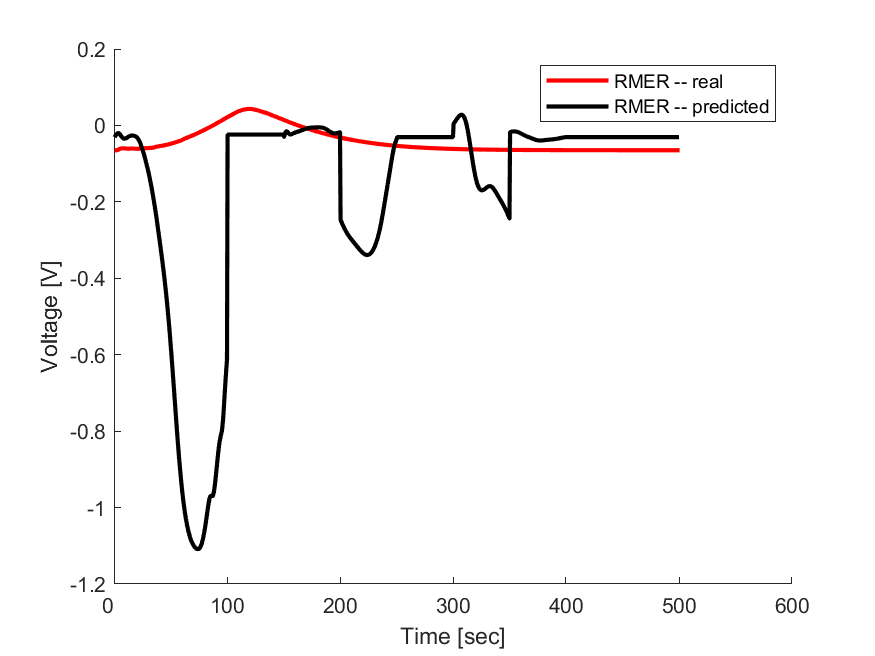 0.2
0
-0.2
-0.4
-0.6
-0.8
-1
-1.2
0 100 200 300 400 500 600
Voltage [V]
Time [sec]
RMER -- real
RMER -- predicted